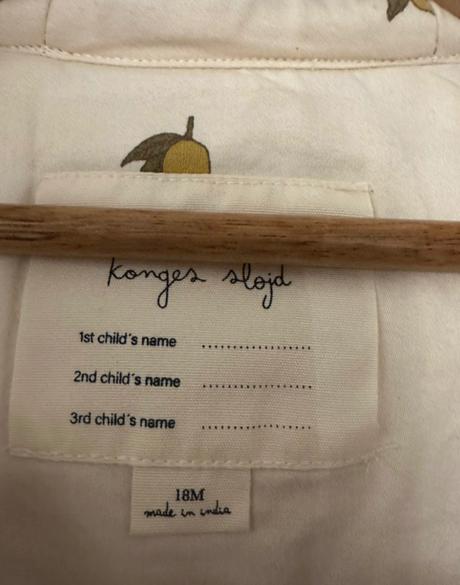 konges sløjd
1st child's name ........................
2nd child's name ........................
3rd child's name ........................
18M
made in india